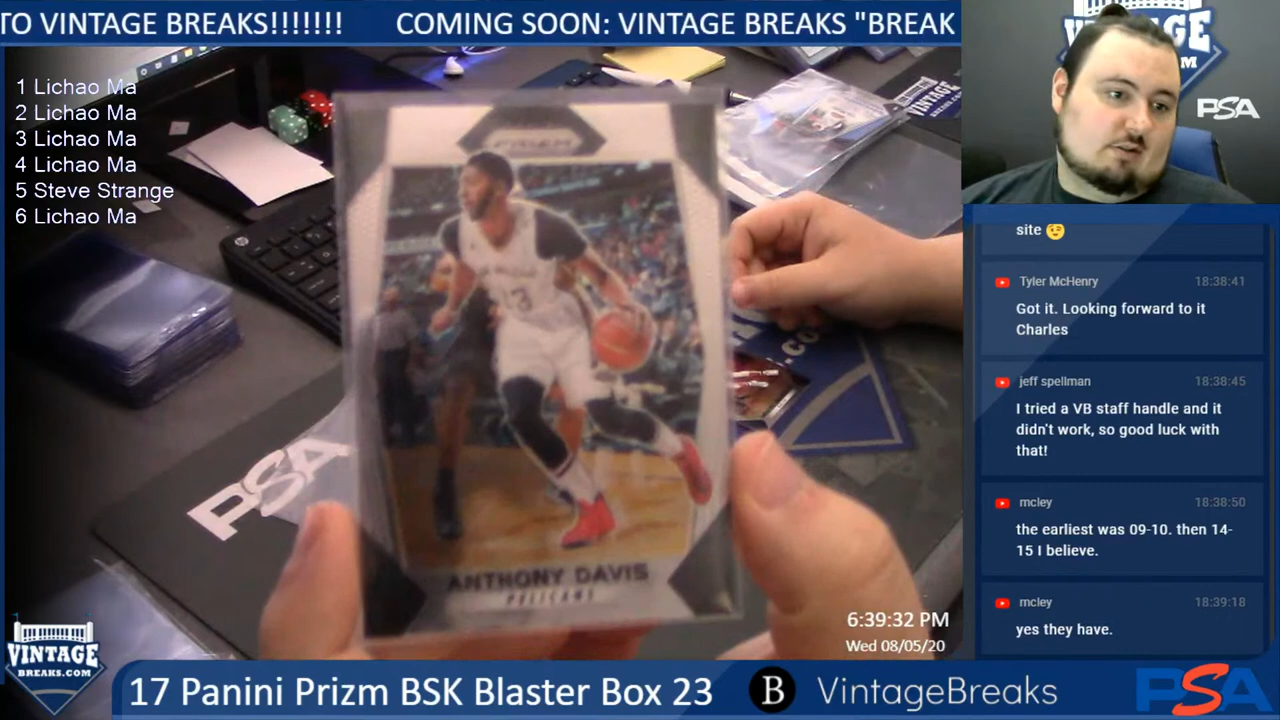 TO VINTAGE BREAKS!!!!!!! COMING SOON: VINTAGE BREAKS "BREAK
1 Lichao Ma
2 Lichao Ma
3 Lichao Ma
4 Lichao Ma
5 Steve Strange
6 Lichao Ma
hp
PRIZM
13
ANTHONY DAVIS
PELICANS
PSA
VINTAGE
.co
VINTAGE
M
PSA
site 😉
Tyler McHenry 18:38:41
Got it. Looking forward to it
Charles
jeff spellman 18:38:45
I tried a VB staff handle and it
didn't work, so good luck with
that!
mcley 18:38:50
the earliest was 09-10. then 14-
15 I believe.
mcley 18:39:18
yes they have.
6:39:32 PM
Wed 08/05/20
VINTAGE
BREAKS.COM
17 Panini Prizm BSK Blaster Box 23
B VintageBreaks
PSA